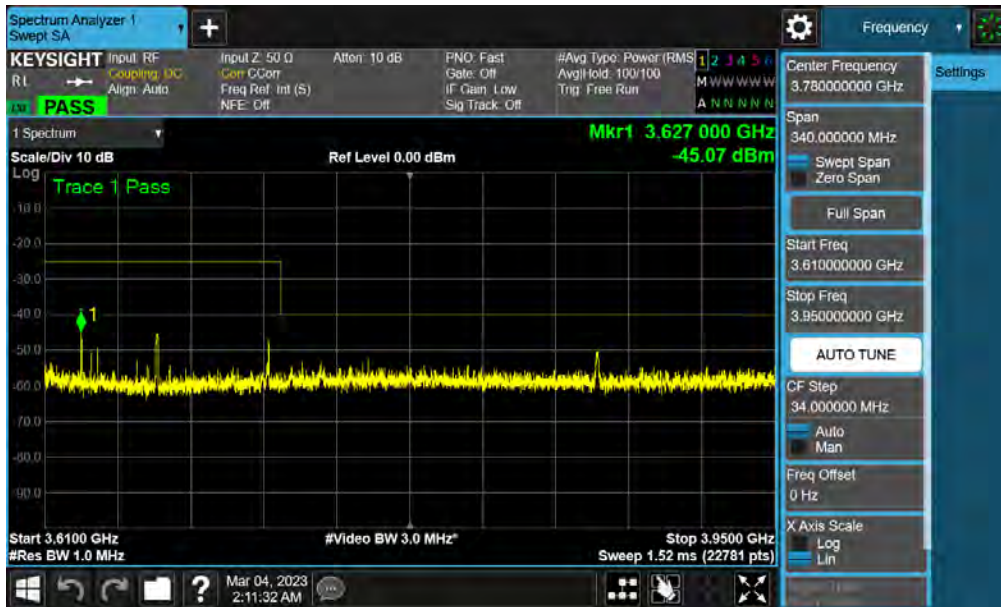 Spectrum Analyzer 1
Swept SA
Frequency
KEYSIGHT
RL
PASS
Input: RF
Coupling: DC
Align: Auto
Input Z: 50 Ω
Corr CCorr
Freq Ref: Int (S)
NFE: Off
Atten: 10 dB
PNO: Fast
Gate: Off
IF Gain: Low
Sig Track: Off
#Avg Type: Power (RMS
Avg|Hold: 100/100
Trig: Free Run
1 2 3 4 5 6
M W W W W W
A N N N N N
1 Spectrum
Mkr1 3.627 000 GHz
Scale/Div 10 dB
Ref Level 0.00 dBm
-45.07 dBm
Log
Trace 1 Pass
-10.0
-20.0
-30.0
-40.0
1
-50.0
-60.0
-70.0
-80.0
-90.0
Start 3.6100 GHz
#Video BW 3.0 MHz*
Stop 3.9500 GHz
#Res BW 1.0 MHz
Sweep 1.52 ms (22781 pts)
Mar 04, 2023
2:11:32 AM
Center Frequency
3.780000000 GHz
Settings
Span
340.000000 MHz
Swept Span
Zero Span
Full Span
Start Freq
3.610000000 GHz
Stop Freq
3.950000000 GHz
AUTO TUNE
CF Step
34.000000 MHz
Auto
Man
Freq Offset
0 Hz
X Axis Scale
Log
Lin